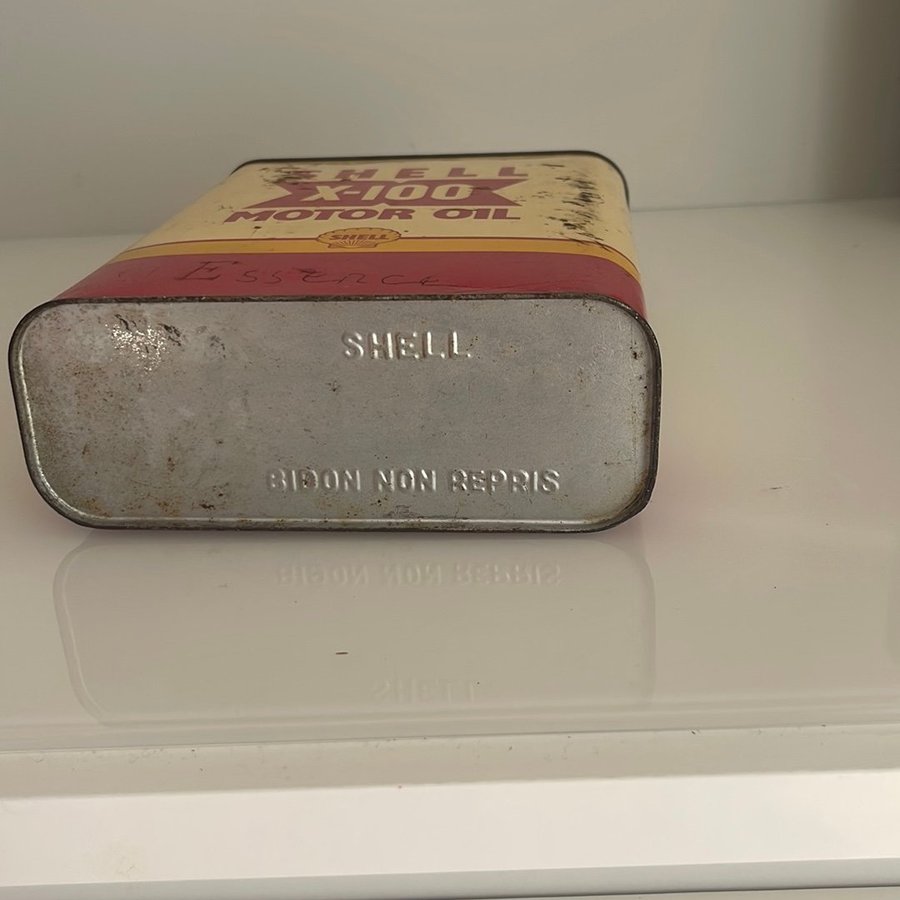 SHELL
X-100
MOTOR OIL
SHELL
Essence
SHELL
BIDON NON REPRIS